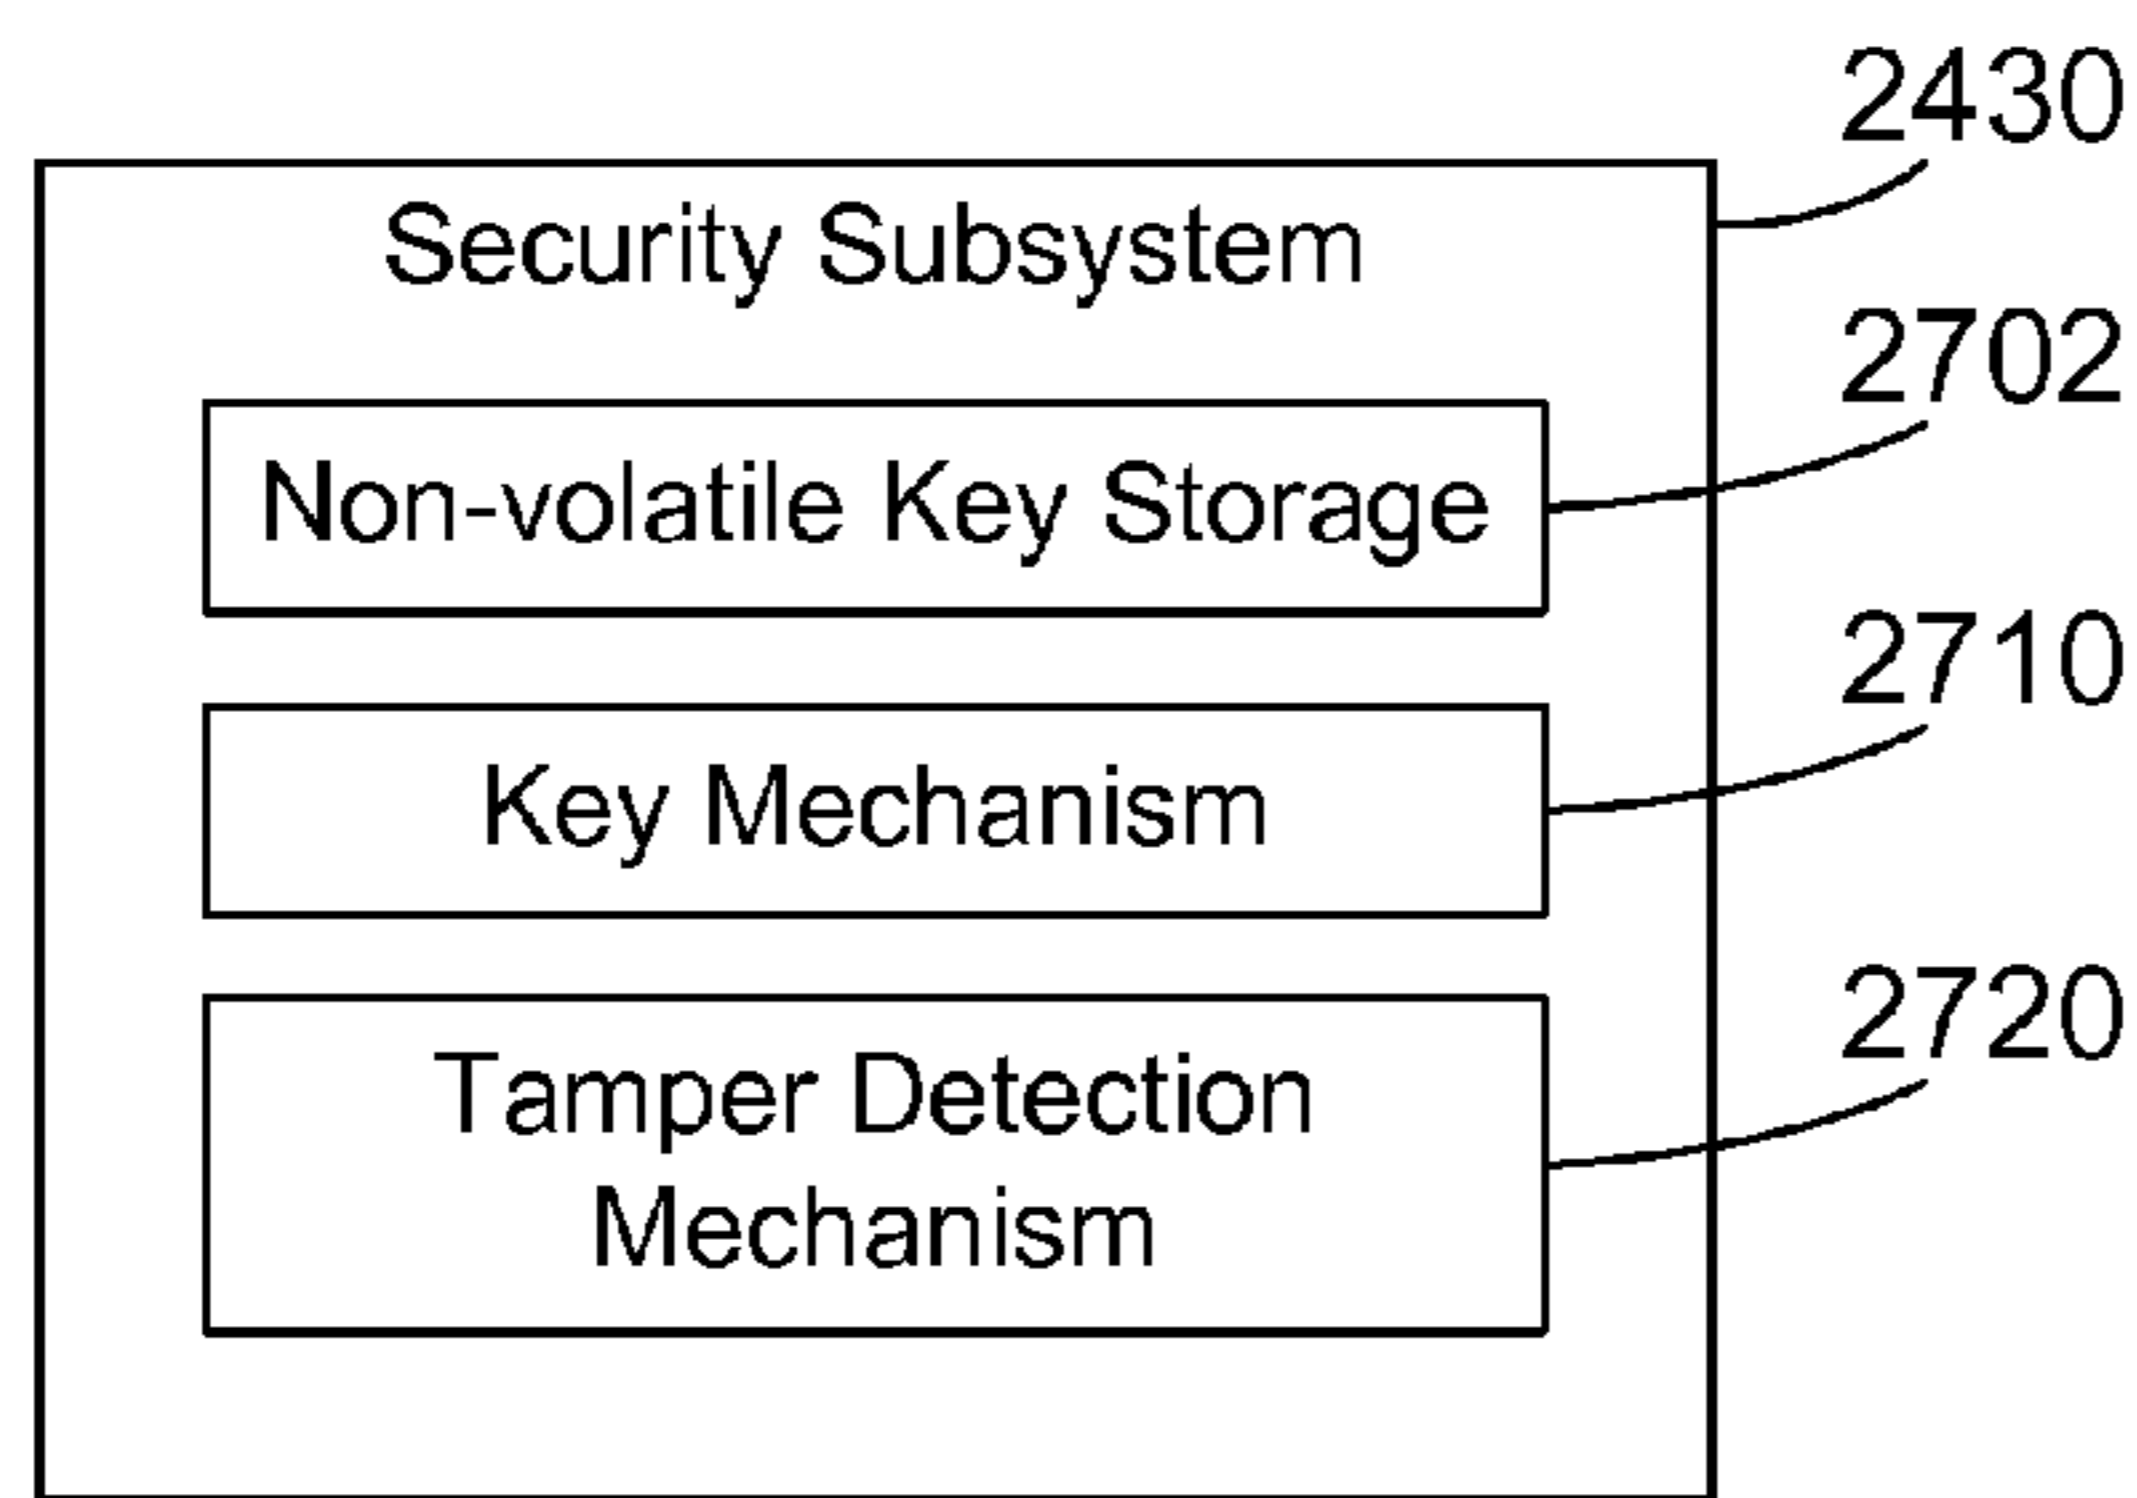 2430
Security Subsystem
2702
Non-volatile Key Storage
2710
Key Mechanism
2720
Tamper Detection
Mechanism